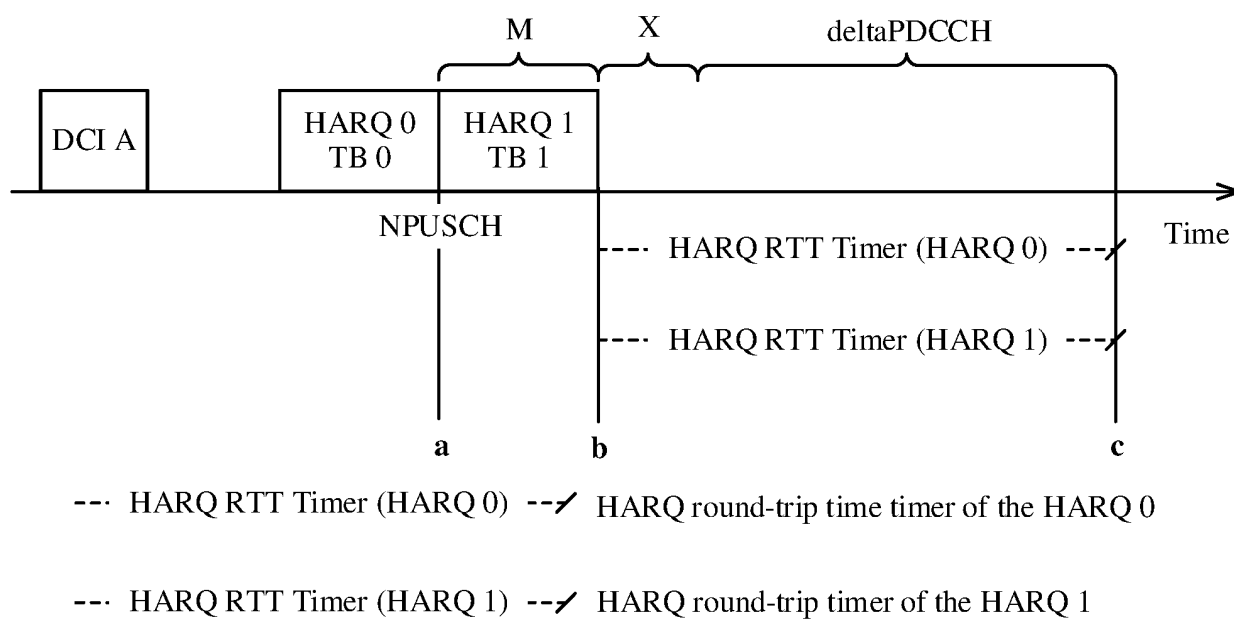 M X deltaPDCCH
DCI A
HARQ 0
TB 0
HARQ 1
TB 1
NPUSCH
Time
HARQ RTT Timer (HARQ 0)
HARQ RTT Timer (HARQ 1)
a b c
HARQ RTT Timer (HARQ 0) HARQ round-trip time timer of the HARQ 0
HARQ RTT Timer (HARQ 1) HARQ round-trip timer of the HARQ 1